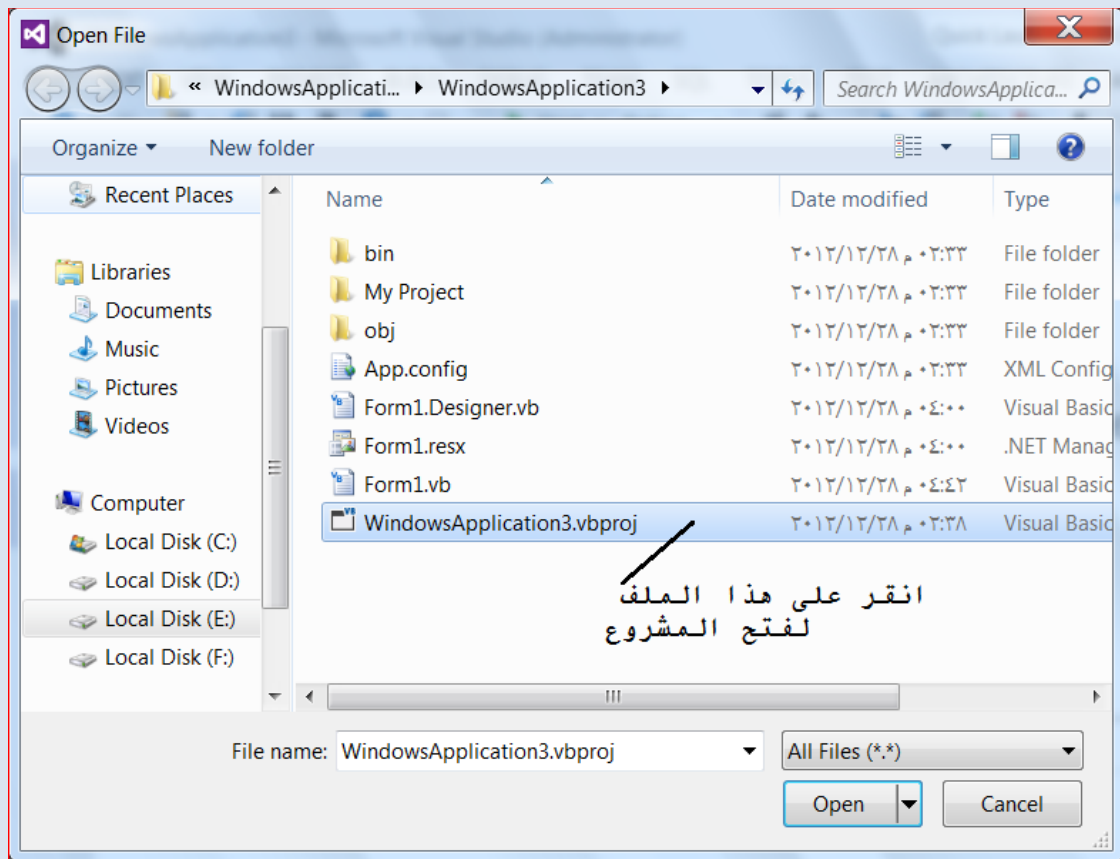 Open File
« WindowsApplicati... WindowsApplication3
Search WindowsApplica...
Organize New folder
Recent Places
Libraries
Documents
Music
Pictures
Videos
Computer
Local Disk (C:)
Local Disk (D:)
Local Disk (E:)
Local Disk (F:)
Name Date modified Type
bin ٢٠١٢/١٢/٢٨ م ٠٢:٣٣ File folder
My Project ٢٠١٢/١٢/٢٨ م ٠٢:٣٣ File folder
obj ٢٠١٢/١٢/٢٨ م ٠٢:٣٣ File folder
App.config ٢٠١٢/١٢/٢٨ م ٠٢:٣٣ XML Config
Form1.Designer.vb ٢٠١٢/١٢/٢٨ م ٠٤:٠٠ Visual Basic
Form1.resx ٢٠١٢/١٢/٢٨ م ٠٤:٠٠ .NET Manag
Form1.vb ٢٠١٢/١٢/٢٨ م ٠٤:٤٢ Visual Basic
WindowsApplication3.vbproj ٢٠١٢/١٢/٢٨ م ٠٢:٣٨ Visual Basic
انقر على هذا الملف
لفتح المشروع
File name: WindowsApplication3.vbproj All Files (*.*)
Open Cancel